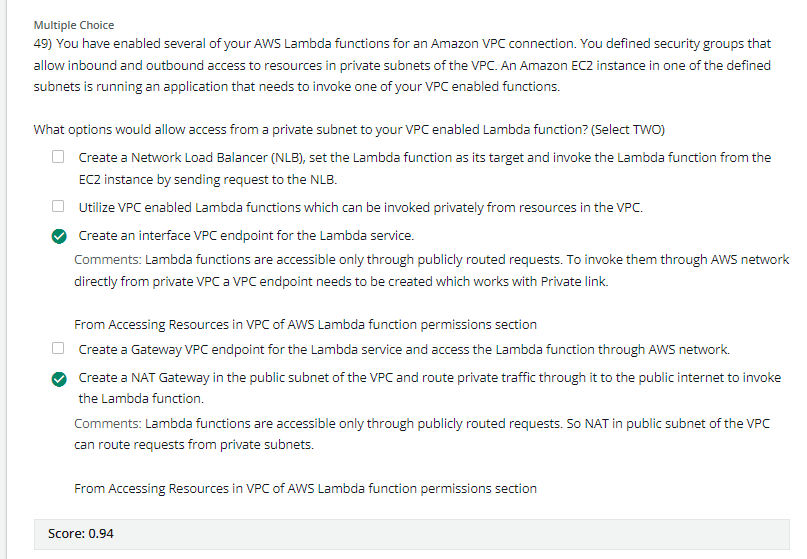 Multiple Choice
49) You have enabled several of your AWS Lambda functions for an Amazon VPC connection. You defined security groups that
allow inbound and outbound access to resources in private subnets of the VPC. An Amazon EC2 instance in one of the defined
subnets is running an application that needs to invoke one of your VPC enabled functions.
What options would allow access from a private subnet to your VPC enabled Lambda function? (Select TWO)
Create a Network Load Balancer (NLB), set the Lambda function as its target and invoke the Lambda function from the
EC2 instance by sending request to the NLB.
Utilize VPC enabled Lambda functions which can be invoked privately from resources in the VPC.
Create an interface VPC endpoint for the Lambda service.
Comments: Lambda functions are accessible only through publicly routed requests. To invoke them through AWS network
directly from private VPC a VPC endpoint needs to be created which works with Private link.
From Accessing Resources in VPC of AWS Lambda function permissions section
Create a Gateway VPC endpoint for the Lambda service and access the Lambda function through AWS network.
Create a NAT Gateway in the public subnet of the VPC and route private traffic through it to the public internet to invoke
the Lambda function.
Comments: Lambda functions are accessible only through publicly routed requests. So NAT in public subnet of the VPC
can route requests from private subnets.
From Accessing Resources in VPC of AWS Lambda function permissions section
Score: 0.94